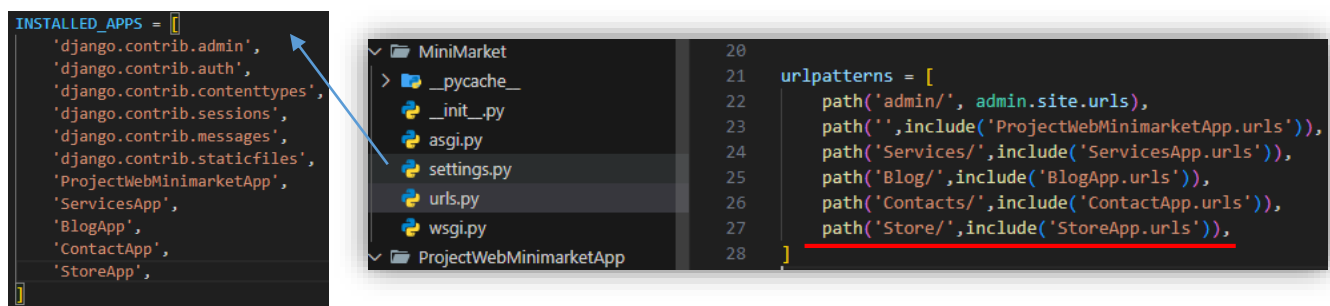 INSTALLED_APPS = [
'django.contrib.admin',
'django.contrib.auth',
'django.contrib.contenttypes',
'django.contrib.sessions',
'django.contrib.messages',
'django.contrib.staticfiles',
'ProjectWebMinimarketApp',
'ServicesApp',
'BlogApp',
'ContactApp',
'StoreApp',
]
MiniMarket
__pycache__
__init__.py
asgi.py
settings.py
urls.py
wsgi.py
ProjectWebMinimarketApp
20
21 urlpatterns = [
22 path('admin/', admin.site.urls),
23 path('',include('ProjectWebMinimarketApp.urls')),
24 path('Services/',include('ServicesApp.urls')),
25 path('Blog/',include('BlogApp.urls')),
26 path('Contacts/',include('ContactApp.urls')),
27 path('Store/',include('StoreApp.urls')),
28 ]